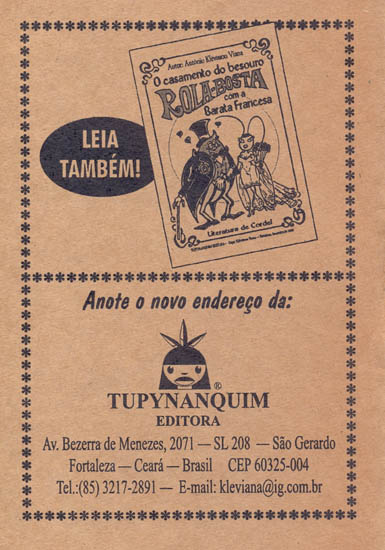 Autor: Antônio Klévisson Viana
O casamento do besouro
ROLA-BOSTA
com a
Barata Francesa
LEIA
TAMBÉM!
Literatura de Cordel
Anote o novo endereço da:
®
TUPYNANQUIM
EDITORA
Av. Bezerra de Menezes, 2071 — SL 208 — São Gerardo
Fortaleza — Ceará — Brasil CEP 60325-004
Tel.:(85) 3217-2891 — E-mail: kleviana@ig.com.br